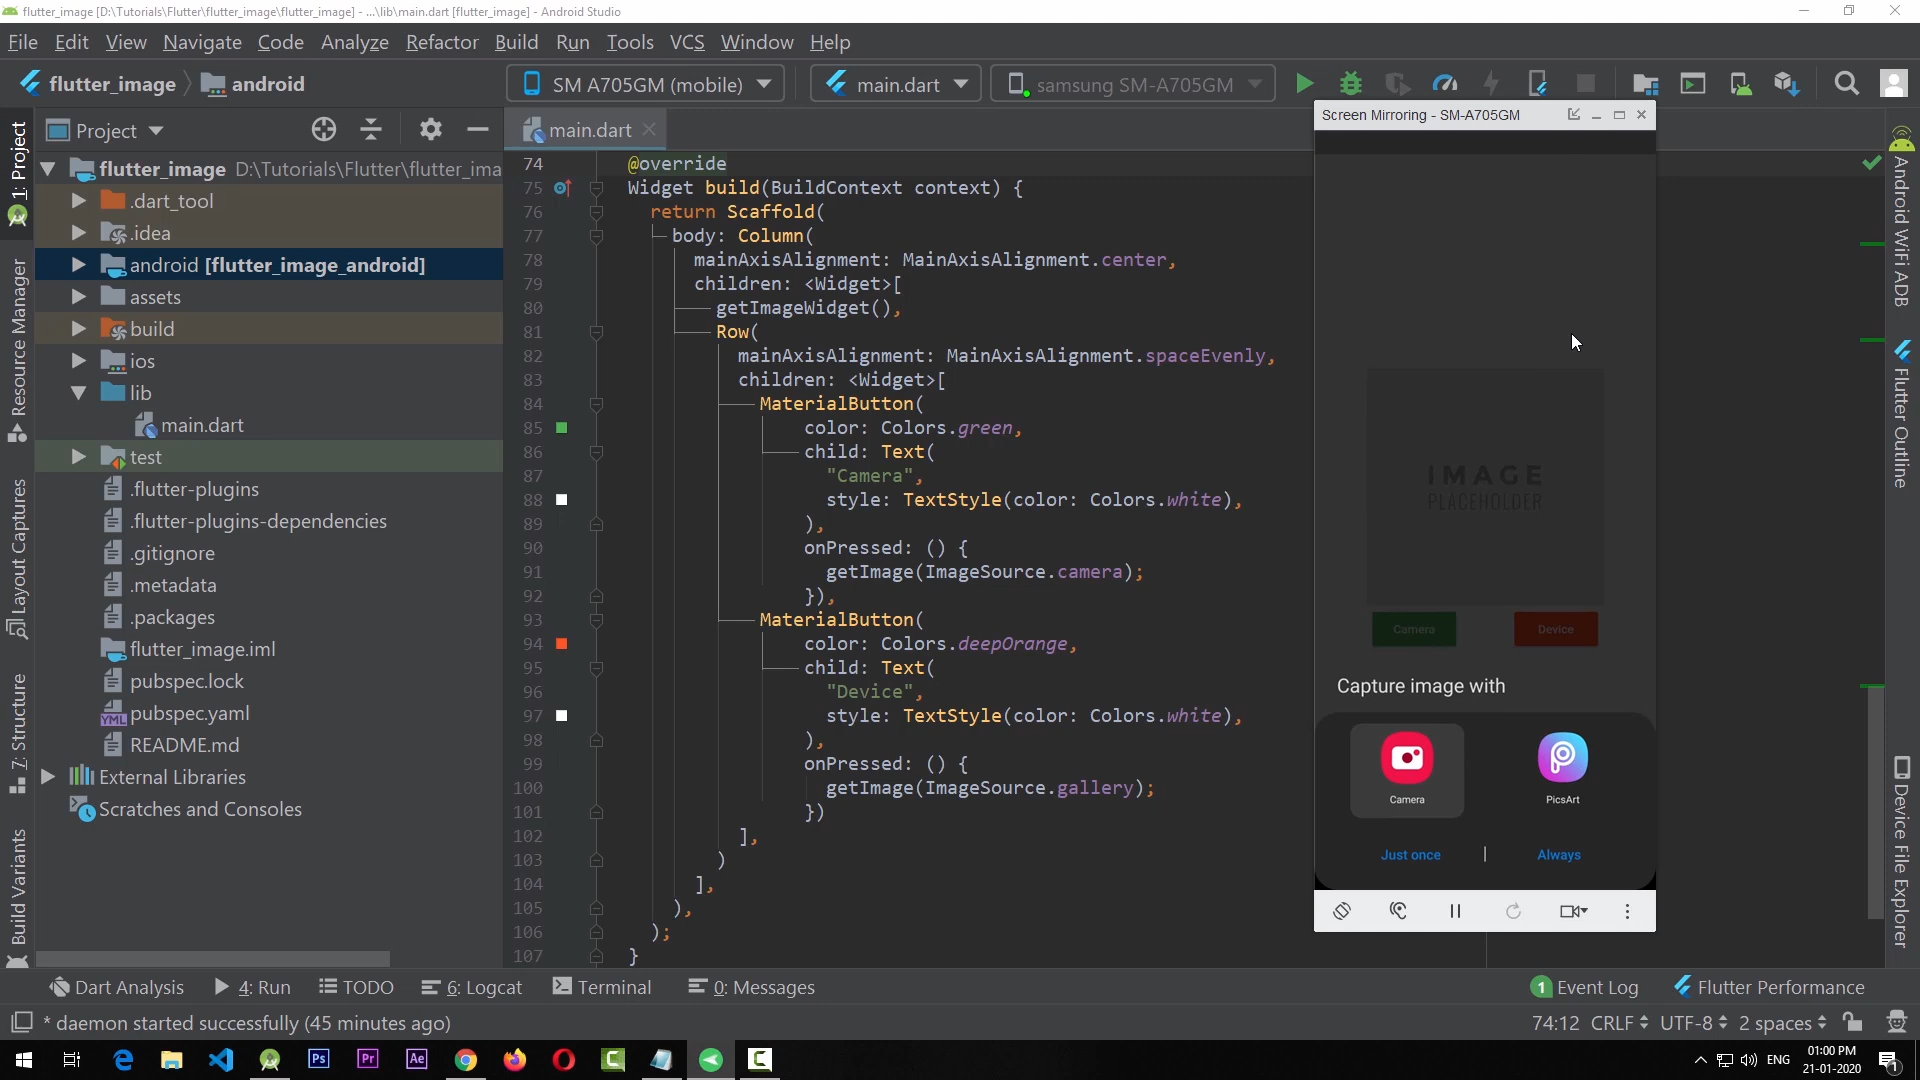 flutter_image [D:\Tutorials\Flutter\flutter_image\flutter_image] - ...\lib\main.dart [flutter_image] - Android Studio
File Edit View Navigate Code Analyze Refactor Build Run Tools VCS Window Help
flutter_image android SM A705GM (mobile) main.dart samsung SM-A705GM
Project
main.dart
1: Project
Resource Manager
Layout Captures
7: Structure
Build Variants
flutter_image D:\Tutorials\Flutter\flutter_ima
.dart_tool
.idea
android [flutter_image_android]
assets
build
ios
lib
main.dart
test
.flutter-plugins
.flutter-plugins-dependencies
.gitignore
.metadata
.packages
flutter_image.iml
pubspec.lock
YML pubspec.yaml
README.md
External Libraries
Scratches and Consoles
74 @override
75 Widget build(BuildContext context) {
76 return Scaffold(
77 body: Column(
78 mainAxisAlignment: MainAxisAlignment.center,
79 children: <Widget>[
80 getImageWidget(),
81 Row(
82 mainAxisAlignment: MainAxisAlignment.spaceEvenly,
83 children: <Widget>[
84 MaterialButton(
85 color: Colors.green,
86 child: Text(
87 "Camera",
88 style: TextStyle(color: Colors.white),
89 ),
90 onPressed: () {
91 getImage(ImageSource.camera);
92 }),
93 MaterialButton(
94 color: Colors.deepOrange,
95 child: Text(
96 "Device",
97 style: TextStyle(color: Colors.white),
98 ),
99 onPressed: () {
100 getImage(ImageSource.gallery);
101 })
102 ],
103 )
104 ],
105 ),
106 );
107 }
Screen Mirroring - SM-A705GM
IMAGE
PLACEHOLDER
Camera Device
Capture image with
Camera PicsArt
Just once | Always
Android WiFi ADB
Flutter Outline
Device File Explorer
Dart Analysis 4: Run TODO 6: Logcat Terminal 0: Messages 1 Event Log Flutter Performance
* daemon started successfully (45 minutes ago) 74:12 CRLF UTF-8 2 spaces
Ps Pr Ae ENG 01:00 PM
21-01-2020 1